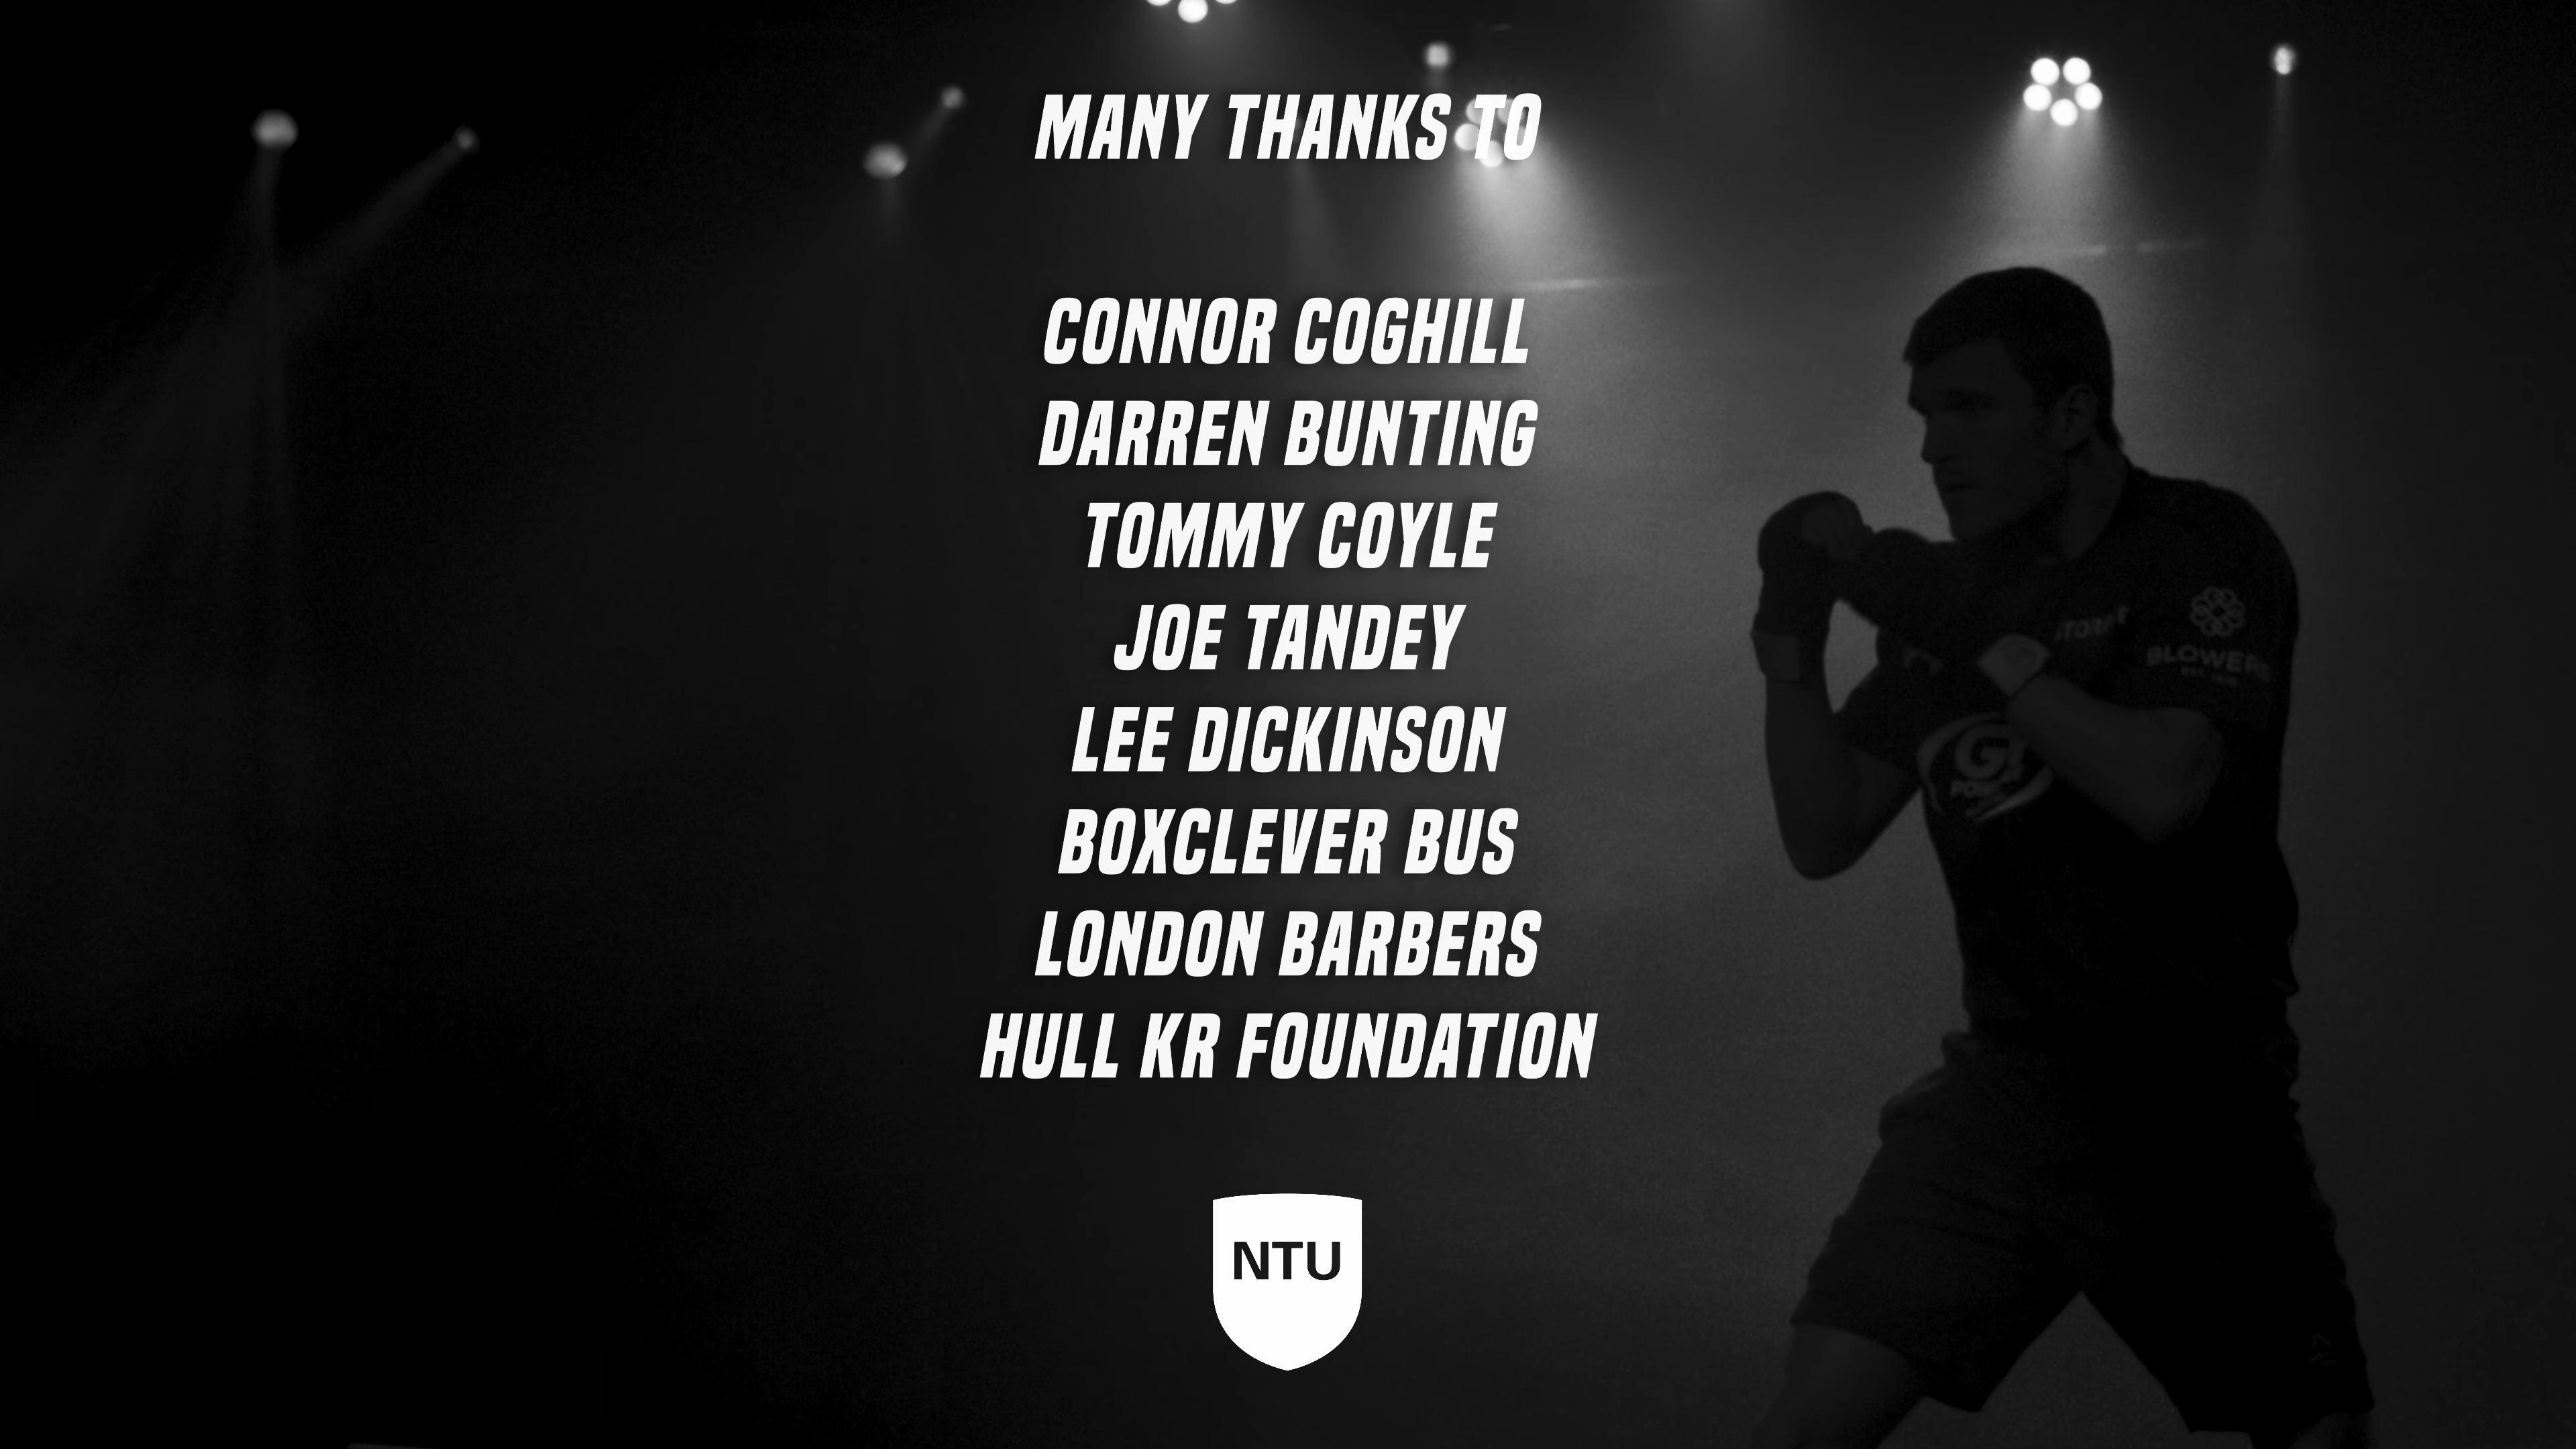 MANY THANKS TO
CONNOR COGHILL
DARREN BUNTING
TOMMY COYLE
JOE TANDEY
LEE DICKINSON
BOXCLEVER BUS
LONDON BARBERS
HULL KR FOUNDATION
NTU